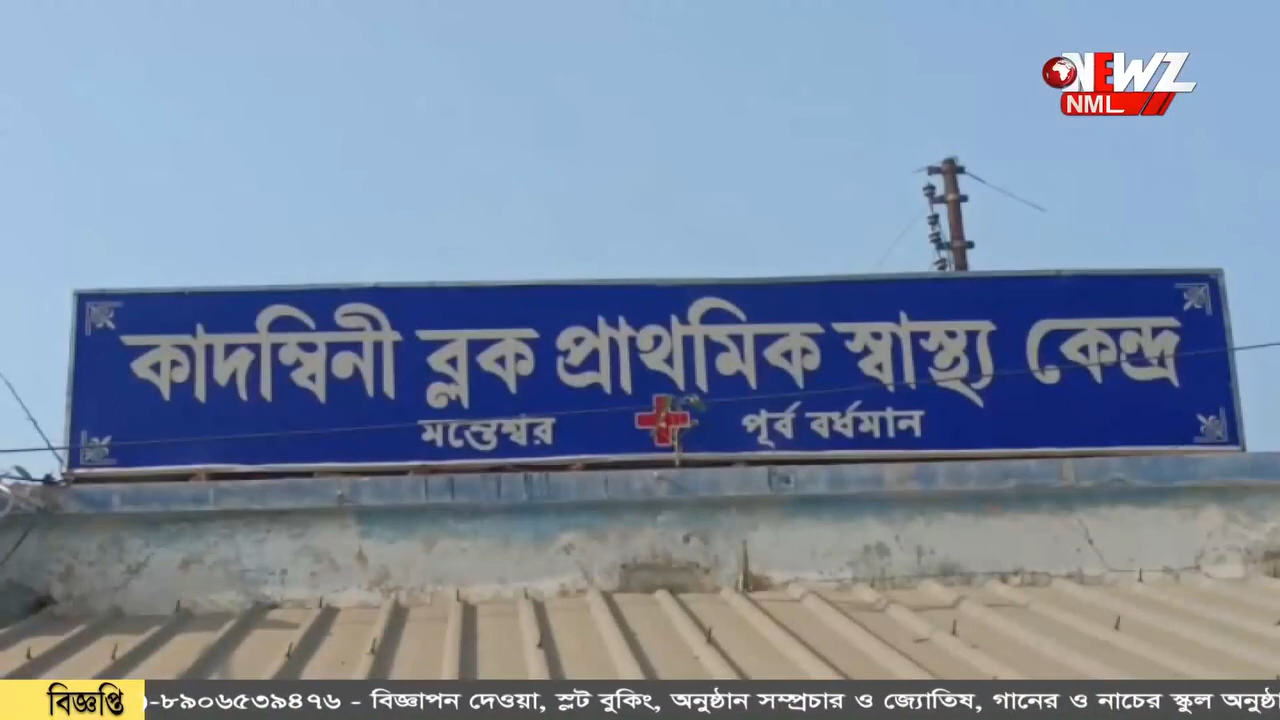 NEWZ
NML
কাদম্বিনী ব্লক প্রাথমিক স্বাস্থ্য কেন্দ্র
মন্তেশ্বর পূর্ব বর্ধমান
বিজ্ঞপ্তি )-৮৯০৬৫৩৯৪৭৬ - বিজ্ঞাপন দেওয়া, স্লট বুকিং, অনুষ্ঠান সম্প্রচার ও জ্যোতিষ, গানের ও নাচের স্কুল